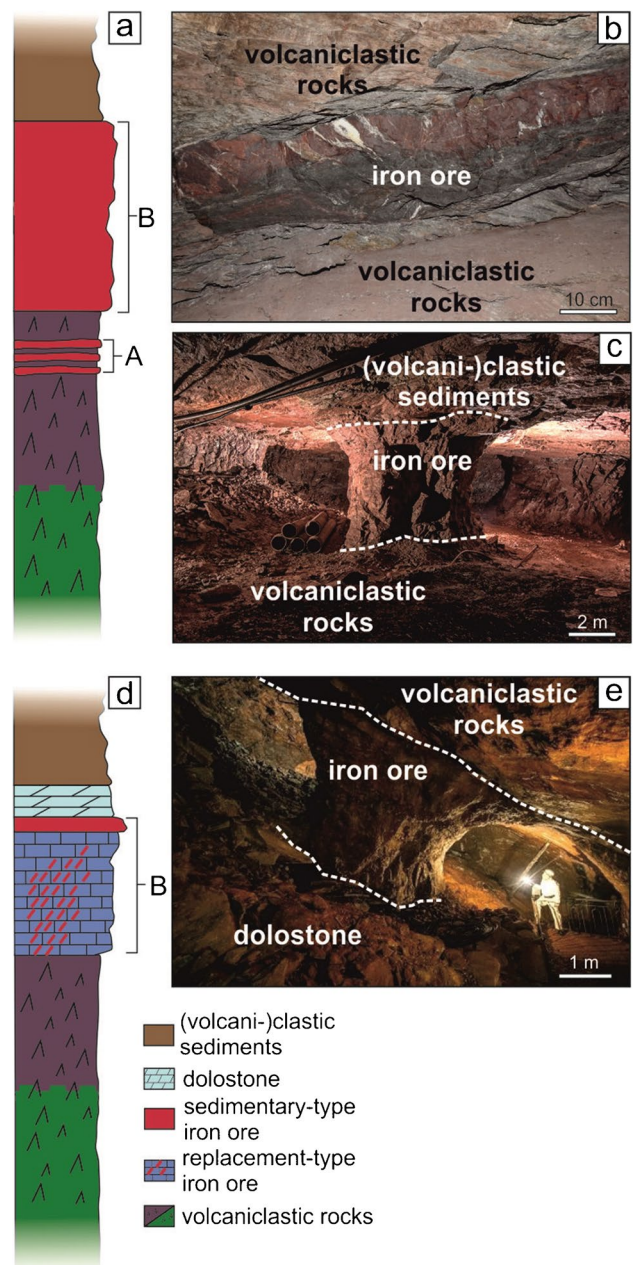 a
B
A
b
volcaniclastic
rocks
iron ore
volcaniclastic
rocks
10 cm
c
(volcani-)clastic
sediments
iron ore
volcaniclastic
rocks
2 m
d
B
e
volcaniclastic
rocks
iron ore
dolostone
1 m
(volcani-)clastic
sediments
dolostone
sedimentary-type
iron ore
replacement-type
iron ore
volcaniclastic rocks